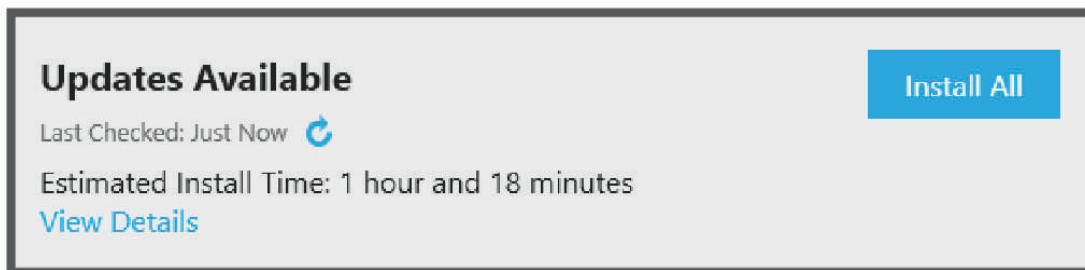 Updates Available
Install All
Last Checked: Just Now
Estimated Install Time: 1 hour and 18 minutes
View Details